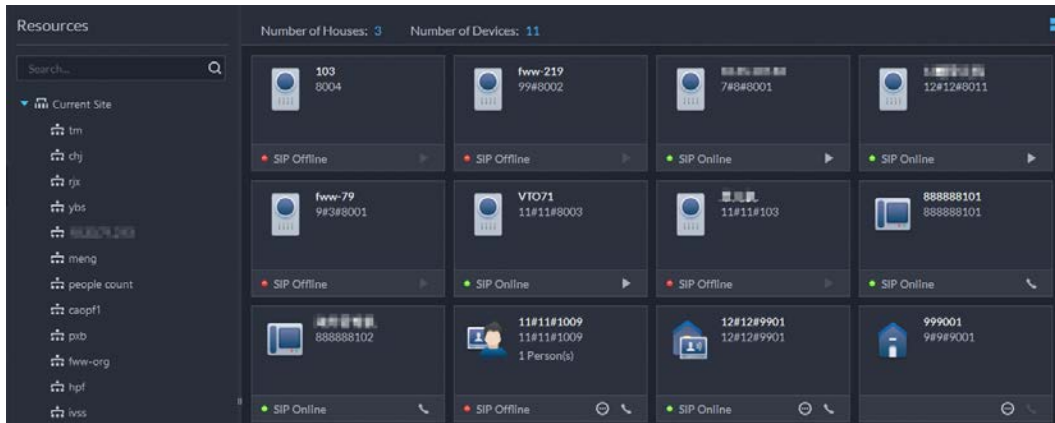 Resources
Search...
Current Site
tm
chj
rjx
ybs
meng
people count
caopf1
pxb
fww-org
hpf
ivss
Number of Houses: 3 Number of Devices: 11
103
8004
SIP Offline
fww-219
99#8002
SIP Offline
7#8#8001
SIP Online
12#12#8011
SIP Online
fww-79
9#3#8001
SIP Offline
VTO71
11#11#8003
SIP Online
11#11#103
SIP Offline
888888101
888888101
SIP Online
888888102
SIP Online
11#11#1009
11#11#1009
1 Person(s)
SIP Offline
12#12#9901
12#12#9901
SIP Online
999001
9#9#9001